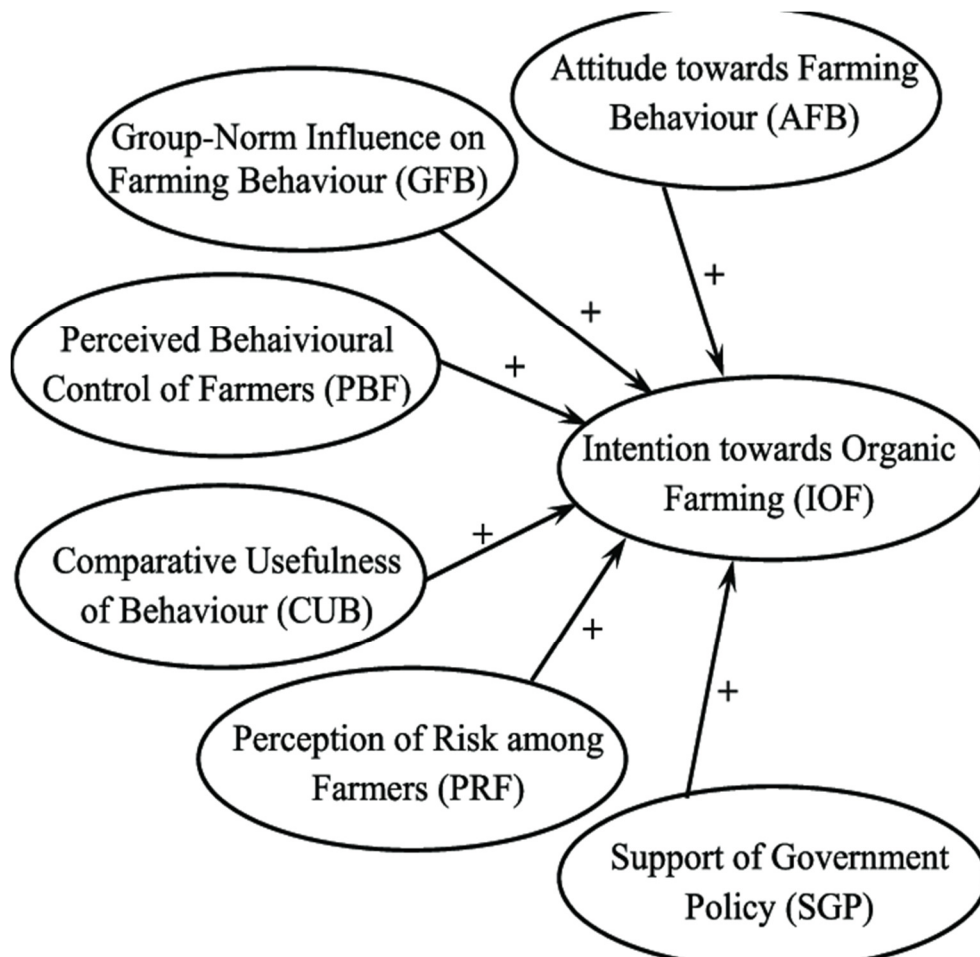 Attitude towards Farming
Behaviour (AFB)
Group-Norm Influence on
Farming Behaviour (GFB)
+
+
Perceived Behaivioural
Control of Farmers (PBF)
+
Intention towards Organic
Farming (IOF)
Comparative Usefulness
of Behaviour (CUB)
+
+
Perception of Risk among
Farmers (PRF)
+
Support of Government
Policy (SGP)